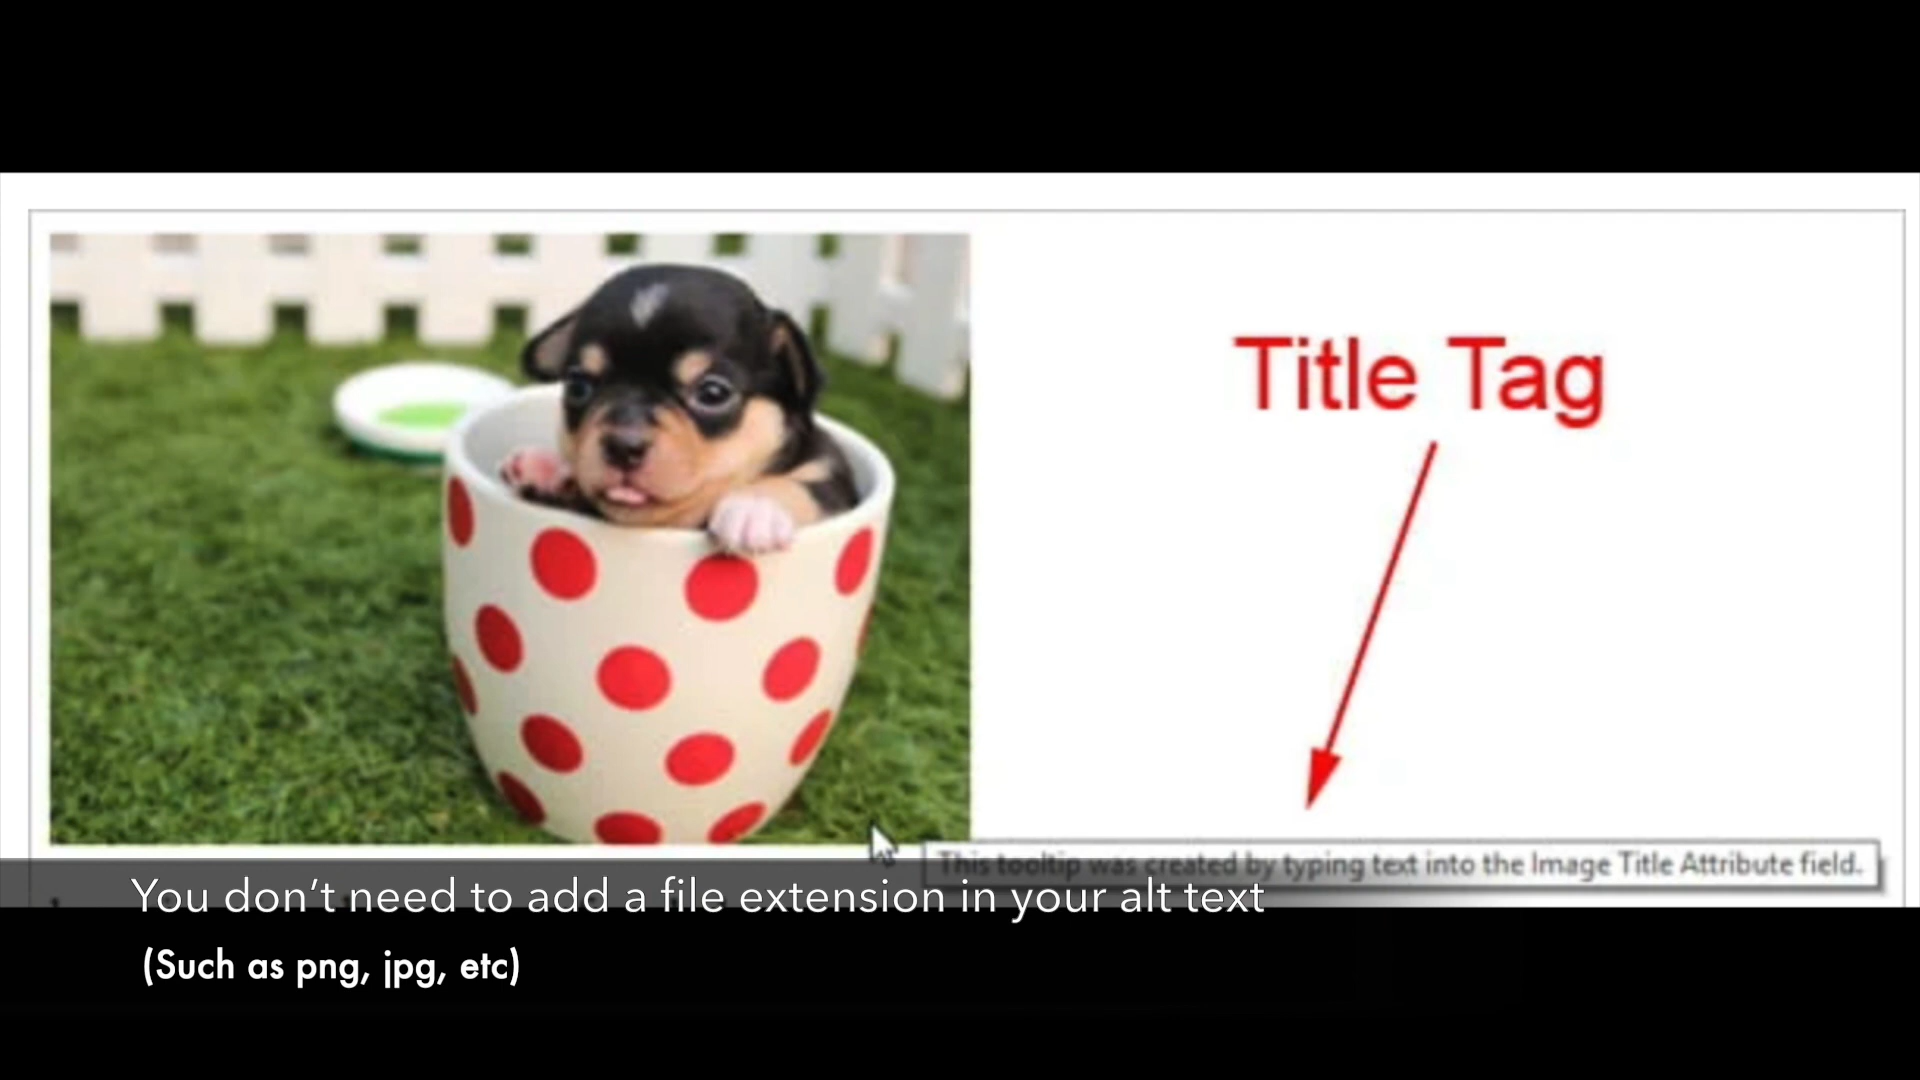 Title Tag
This tooltip was created by typing text into the Image Title Attribute field.
You don’t need to add a file extension in your alt text
(Such as png, jpg, etc)